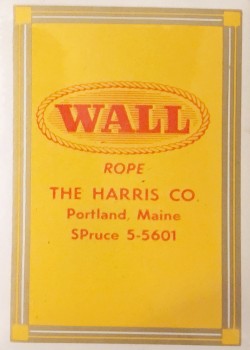 WALL
ROPE
THE HARRIS CO.
Portland, Maine
SPruce 5-5601